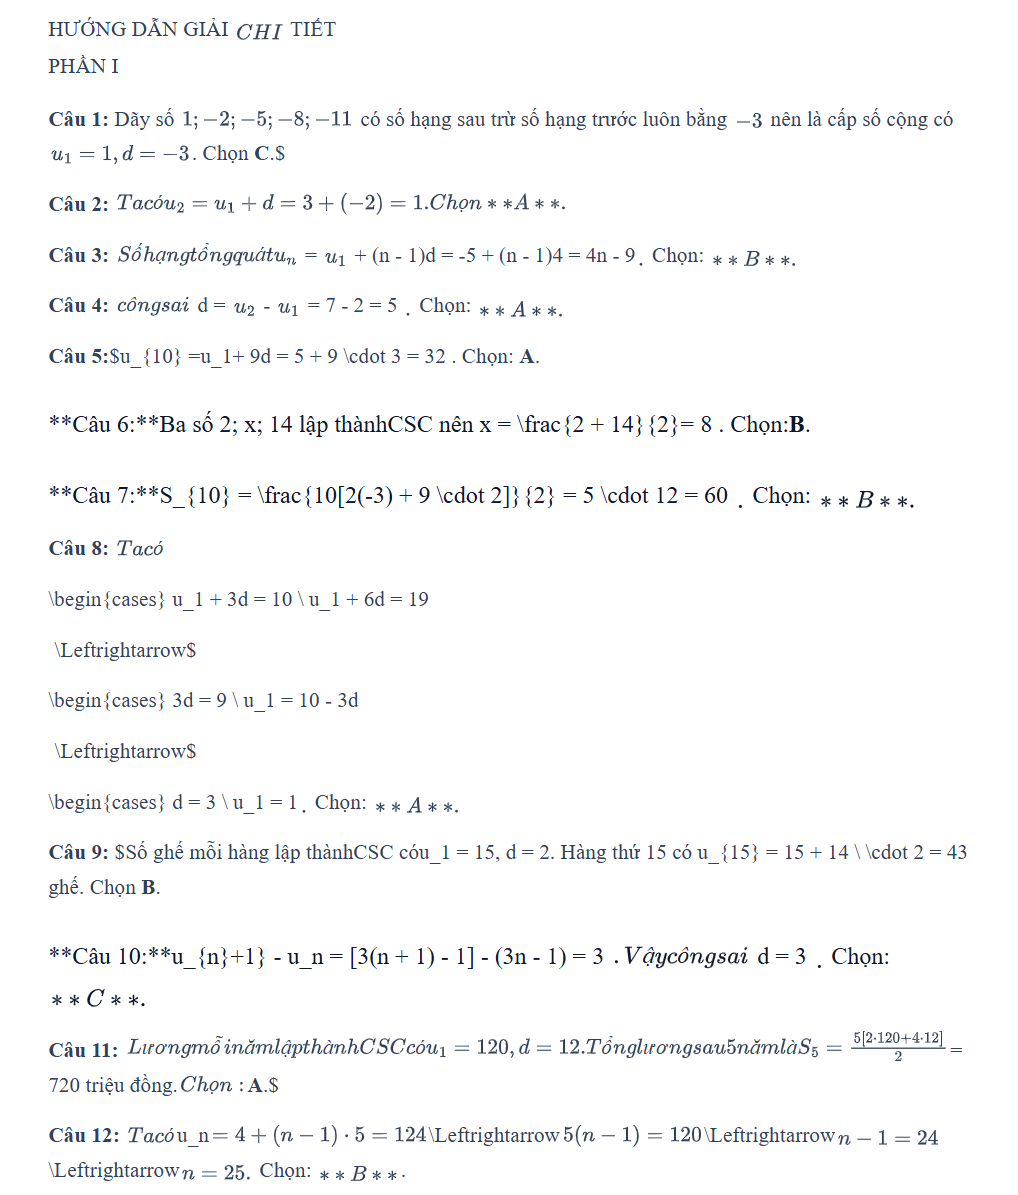 HƯỚNG DẪN GIẢI CHI TIẾT
PHẦN I
Câu 1: Dãy số 1; −2; −5; −8; −11 có số hạng sau trừ số hạng trước luôn bằng −3 nên là cấp số cộng có
u₁ = 1, d = −3. Chọn C.$
Câu 2: Tacóu₂ = u₁ + d = 3 + (−2) = 1.Chọn ∗ ∗A ∗ ∗.
Câu 3: Sốhạngtổngquátuₙ = u₁ + (n - 1)d = -5 + (n - 1)4 = 4n - 9. Chọn: ∗ ∗ B ∗ ∗.
Câu 4: côngsai d = u₂ - u₁ = 7 - 2 = 5 . Chọn: ∗ ∗ A ∗ ∗.
Câu 5:$u_{10} =u_1+ 9d = 5 + 9 \cdot 3 = 32 . Chọn: A.
**Câu 6:**Ba số 2; x; 14 lập thànhCSC nên x = \frac{2 + 14}{2}= 8 . Chọn:B.
**Câu 7:**S_{10} = \frac{10[2(-3) + 9 \cdot 2]}{2} = 5 \cdot 12 = 60 . Chọn: ∗ ∗ B ∗ ∗.
Câu 8: Tacó
\begin{cases} u_1 + 3d = 10 \ u_1 + 6d = 19
\Leftrightarrow$
\begin{cases} 3d = 9 \ u_1 = 10 - 3d
\Leftrightarrow$
\begin{cases} d = 3 \ u_1 = 1. Chọn: ∗ ∗ A ∗ ∗.
Câu 9: $Số ghế mỗi hàng lập thànhCSC cóu_1 = 15, d = 2. Hàng thứ 15 có u_{15} = 15 + 14 \ \cdot 2 = 43
ghế. Chọn B.
**Câu 10:**u_{n}+1} - u_n = [3(n + 1) - 1] - (3n - 1) = 3 .Vậycôngsai d = 3 . Chọn:
∗ ∗ C ∗ ∗.
Câu 11: LươngmỗinămlậpthànhCSCcóu₁ = 120, d = 12.Tổnglươngsau5nămlàS₅ = 5[2·120+4·12]/2 =
720 triệu đồng.Chọn : A.$
Câu 12: Tacóu_n= 4 + (n − 1) · 5 = 124\Leftrightarrow5(n − 1) = 120\Leftrightarrown − 1 = 24
\Leftrightarrown = 25. Chọn: ∗ ∗ B ∗ ∗.